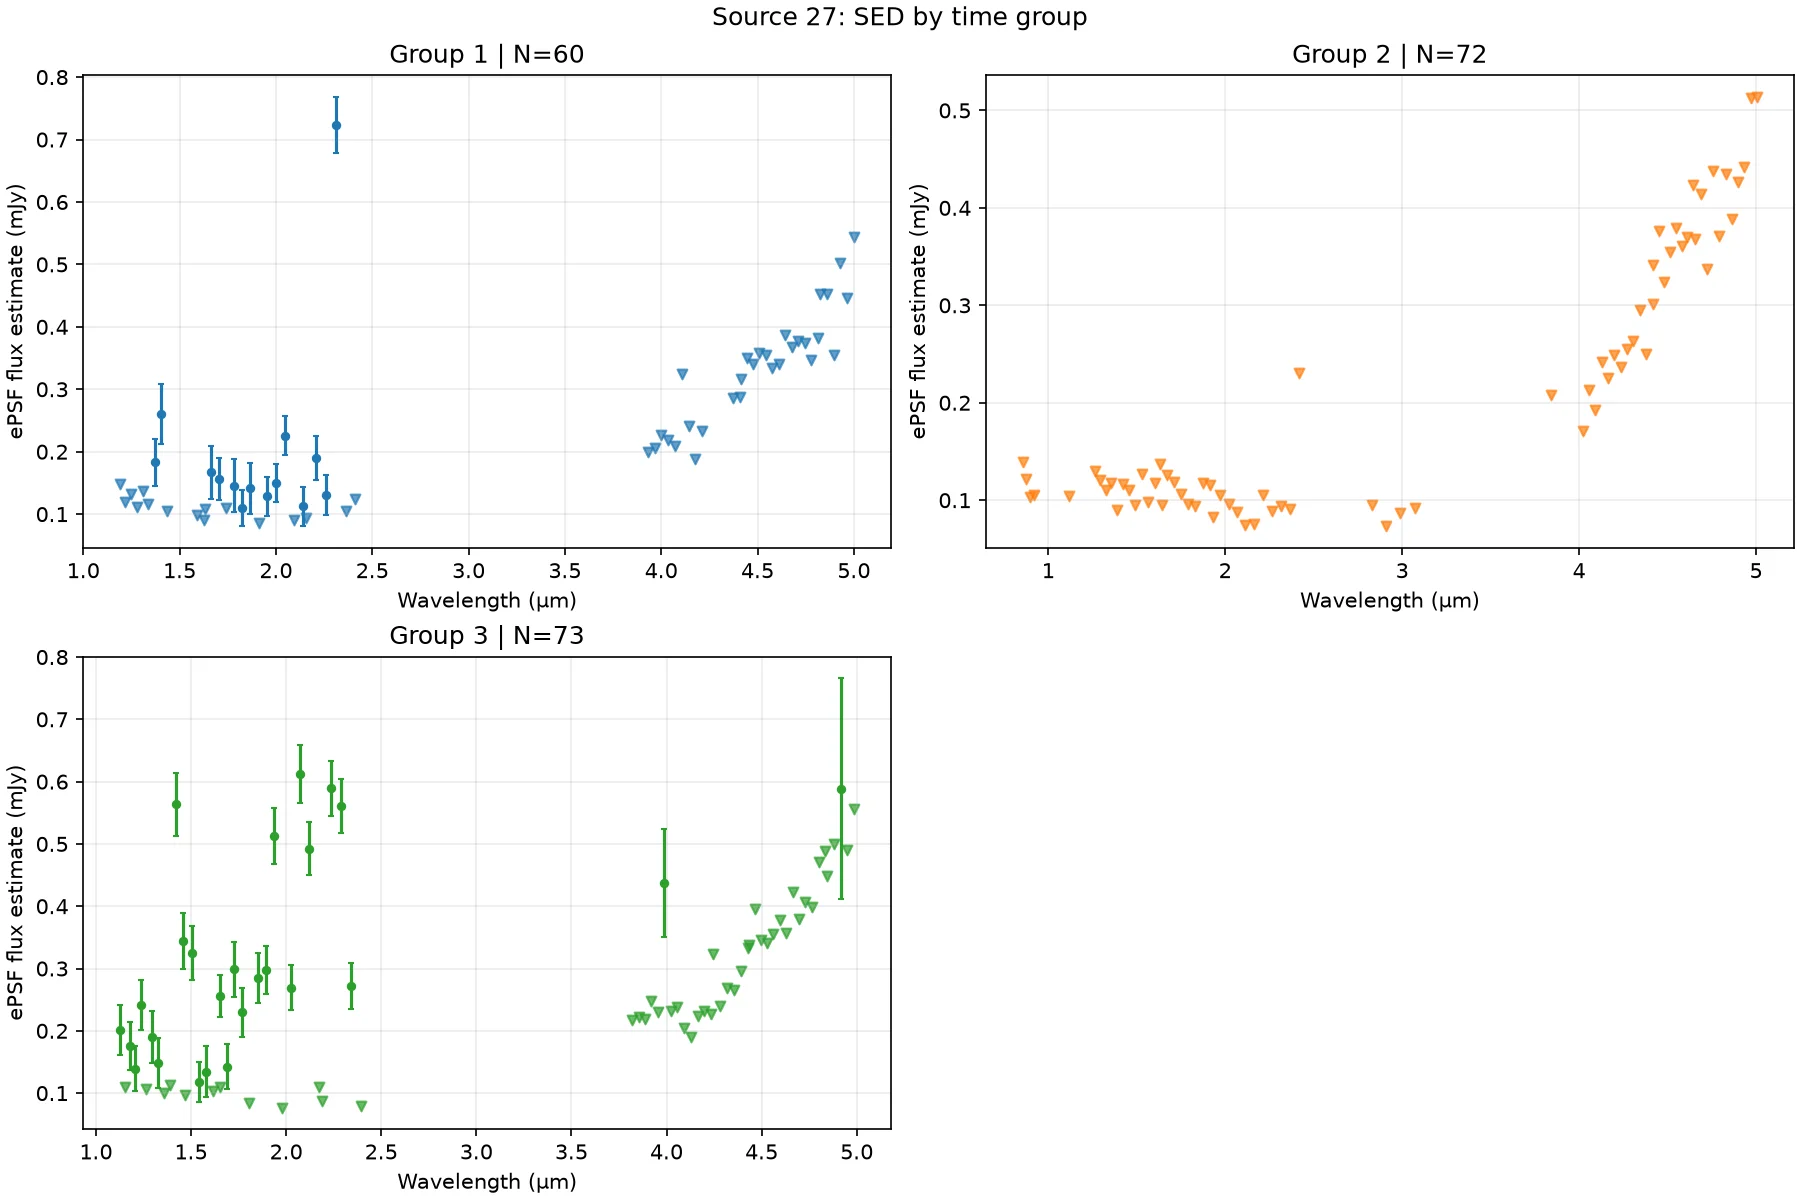 Source 27: SED by time group
Group 1 | N=60
ePSF flux estimate (mJy)
0.8
0.7
0.6
0.5
0.4
0.3
0.2
0.1
1.0 1.5 2.0 2.5 3.0 3.5 4.0 4.5 5.0
Wavelength (μm)
Group 2 | N=72
ePSF flux estimate (mJy)
0.5
0.4
0.3
0.2
0.1
1 2 3 4 5
Wavelength (μm)
Group 3 | N=73
ePSF flux estimate (mJy)
0.8
0.7
0.6
0.5
0.4
0.3
0.2
0.1
1.0 1.5 2.0 2.5 3.0 3.5 4.0 4.5 5.0
Wavelength (μm)